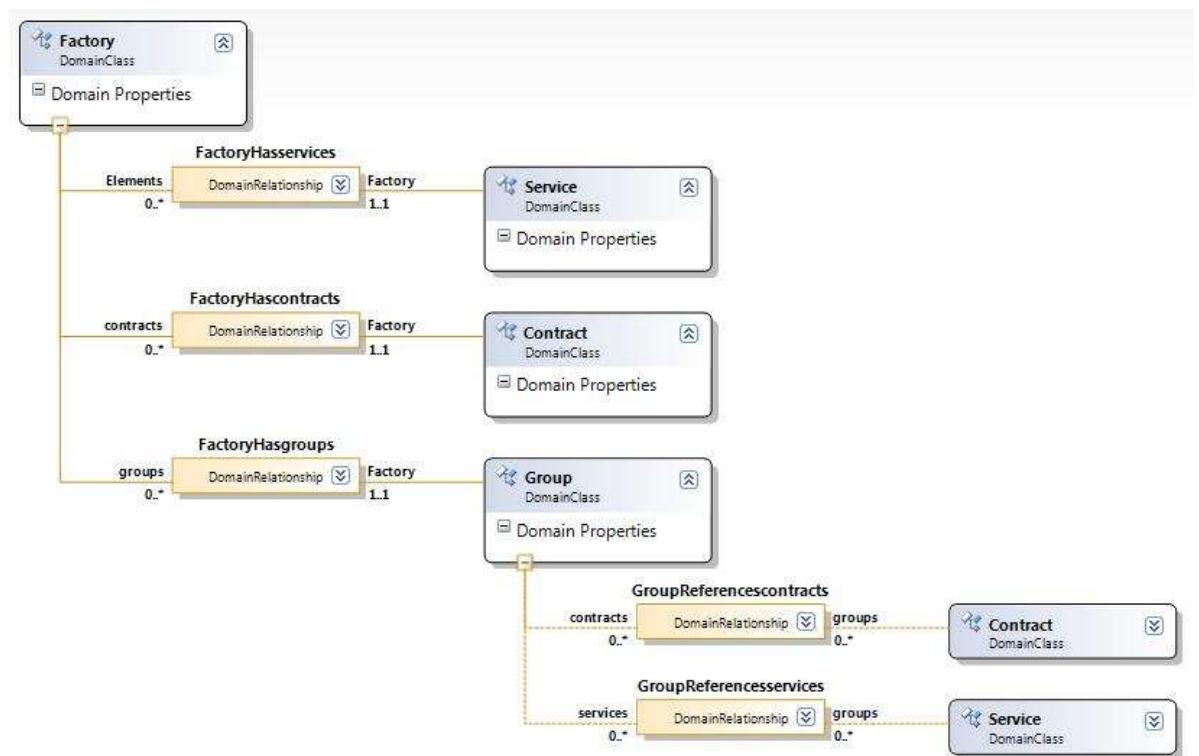 Factory
DomainClass
Domain Properties
FactoryHasservices
Elements DomainRelationship Factory
0..* 1..1
Service
DomainClass
Domain Properties
FactoryHascontracts
contracts DomainRelationship Factory
0..* 1..1
Contract
DomainClass
Domain Properties
FactoryHasgroups
groups DomainRelationship Factory
0..* 1..1
Group
DomainClass
Domain Properties
GroupReferencescontracts
contracts DomainRelationship groups
0..* 0..*
Contract
DomainClass
GroupReferencesservices
services DomainRelationship groups
0..* 0..*
Service
DomainClass